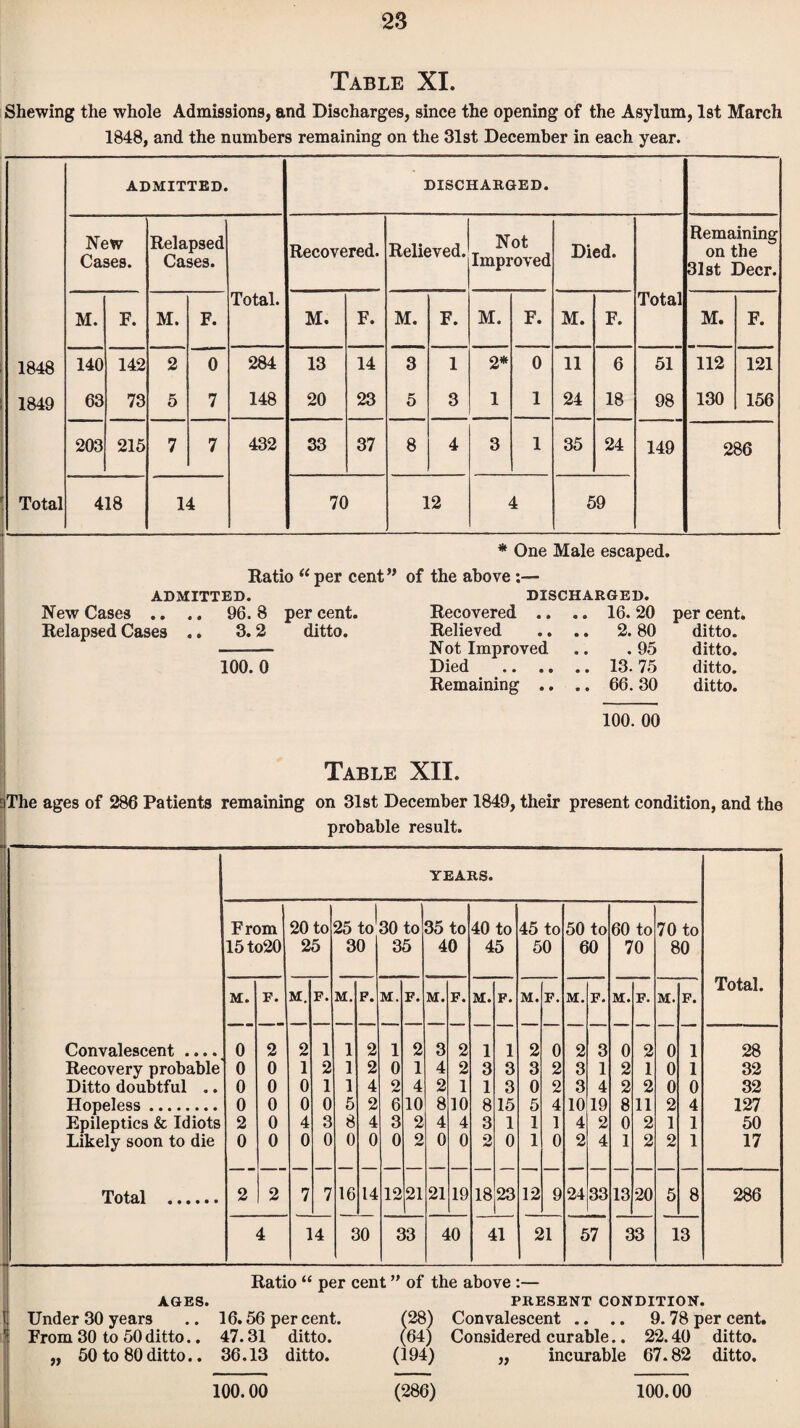 23
Table XI.
Shewing the whole Admissions, and Discharges, since the opening of the Asylum, 1st March
1848, and the numbers remaining on the 31st December in each year.
ADMITTED. DISCHARGED.
New Cases. Relapsed Cases. Total. Recovered. Relieved. Not Improved Died. Total Remaining on the 31st Decr.
M. F. M. F. M. F. M. F. M. F. M. F. M. F.
1848 140 142 2 0 284 13 14 3 1 2* 0 11 6 51 112 121
1849 63 73 5 7 148 20 23 5 3 1 1 24 18 98 130 156
203 215 7 7 432 33 37 8 4 3 1 35 24 149 286
Total 418 14 70 12 4 59
* One Male escaped.
Ratio “per cent” of the above :—
ADMITTED. DISCHARGED.
New Cases .. .. 96. 8 per cent. Recovered .. .. 16. 20 per cent.
Relapsed Cases .. 3. 2 ditto. Relieved .. .. 2. 80 ditto.
Not Improved .. . 95 ditto.
100. 0 Died .. .. .. 13. 75 ditto.
Remaining .. .. 66. 30 ditto.
100. 00
Table XII.
The ages of 286 Patients remaining on 31st December 1849, their present condition, and the
probable result.
YEARS.
From 15 to20 20 to 25 25 to 30 30 to 35 35 to 40 40 to 45 45 to 50 50 to 60 60 to 70 70 to 80 Total.
M. F. M. F. M. F. M. F. M. F. M. F. M. F. M. F. M. F. M. F.
Convalescent .... 0 2 2 1 1 2 1 2 3 2 1 1 2 0 2 3 0 2 0 1 28
Recovery probable 0 0 1 2 1 2 0 1 4 2 3 3 3 2 3 1 2 1 0 1 32
Ditto doubtful .. 0 0 0 1 1 4 2 4 2 1 1 3 0 2 3 4 2 2 0 0 32
Hopeless ........ 0 0 0 0 5 2 6 10 8 10 8 15 5 4 10 19 8 11 2 4 127
Epileptics & Idiots 2 0 4 3 8 4 3 2 4 4 3 1 1 1 4 2 0 2 1 1 50
Likely soon to die 0 0 0 0 0 0 0 2 0 0 2 0 1 0 2 4 1 2 2 1 17
Total ...... 2 2 7 7 16 14 12 21 21 19 18 23 12 9 24 33 13 20 5 8 286
4 14 30 33 40 41 21 57 33 13
Ratio “ per cent ” of the above :—
AGES. PRESENT CONDITION.
Under 30 years .. 16. 56 per cent. (28) Convalescent .. .. 9. 78 per cent.
From 30 to 50 ditto.. 47. 31 ditto. (64) Considered curable.. 22. 40 ditto.
„ 50 to 80 ditto.. 36.13 ditto. (194) „ incurable 67. 82 ditto.
100. 00 (286) 100.00